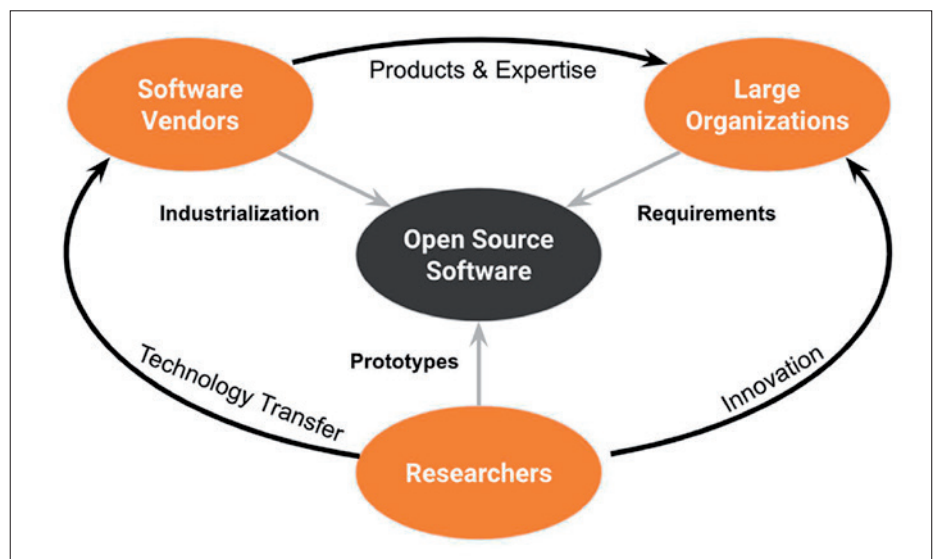 Products & Expertise
Software
Vendors
Large
Organizations
Industrialization
Requirements
Open Source
Software
Prototypes
Technology Transfer
Innovation
Researchers